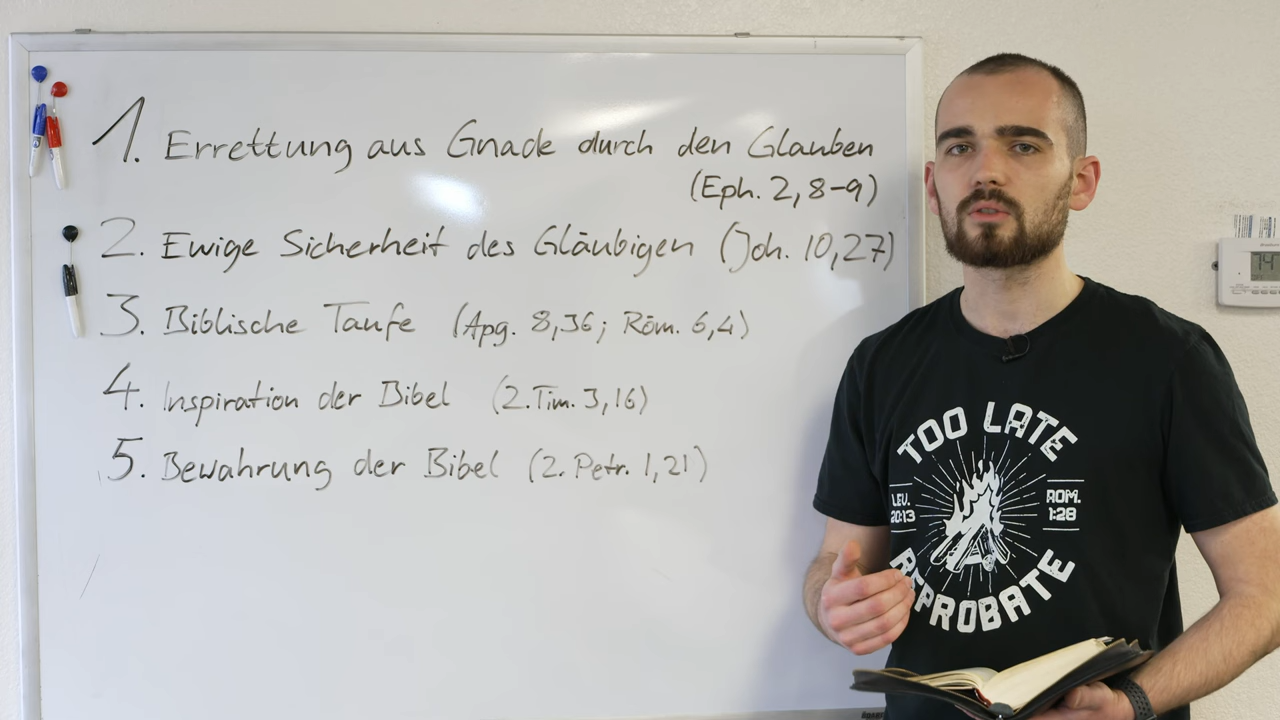 1. Errettung aus Gnade durch den Glauben
(Eph. 2,8-9)
2. Ewige Sicherheit des Gläubigen (Joh. 10,27)
3. Biblische Taufe (Apg. 8,36; Röm. 6,4)
4. Inspiration der Bibel (2.Tim. 3,16)
5. Bewahrung der Bibel (2. Petr. 1,21)
TOO LATE
LEV.
20:13
ROM.
1:28
REPROBATE